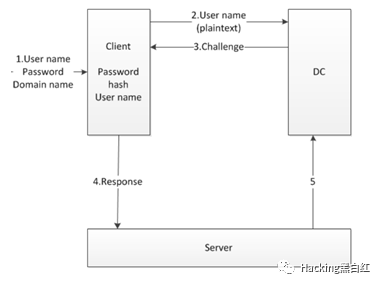 1.User name
Password
Domain name
Client
Password
hash
User name
2.User name
(plaintext)
3.Challenge
DC
4.Response
5
Server
Hacking黑白红